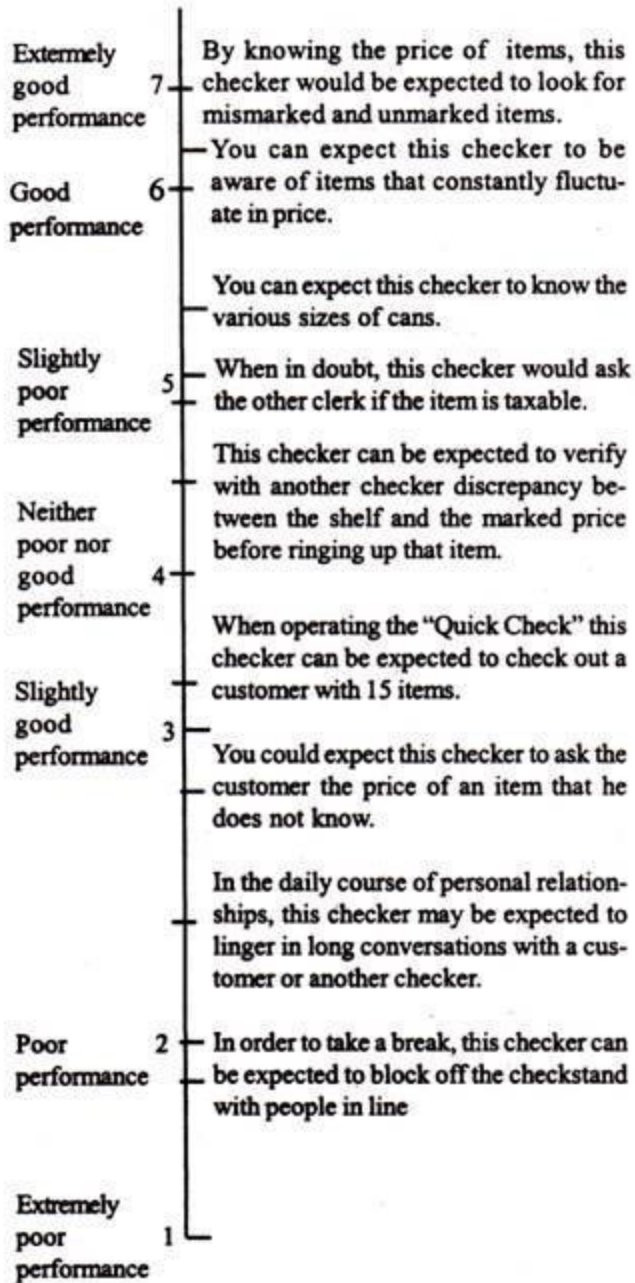 Extermely
good
performance
7
By knowing the price of items, this
checker would be expected to look for
mismarked and unmarked items.
You can expect this checker to be
aware of items that constantly fluctu-
ate in price.
Good
performance
6
You can expect this checker to know the
various sizes of cans.
Slightly
poor
performance
5
When in doubt, this checker would ask
the other clerk if the item is taxable.
This checker can be expected to verify
with another checker discrepancy be-
tween the shelf and the marked price
before ringing up that item.
Neither
poor nor
good
performance
4
When operating the “Quick Check” this
checker can be expected to check out a
customer with 15 items.
Slightly
good
performance
3
You could expect this checker to ask the
customer the price of an item that he
does not know.
In the daily course of personal relation-
ships, this checker may be expected to
linger in long conversations with a cus-
tomer or another checker.
Poor
performance
2
In order to take a break, this checker can
be expected to block off the checkstand
with people in line
Extremely
poor
performance
1